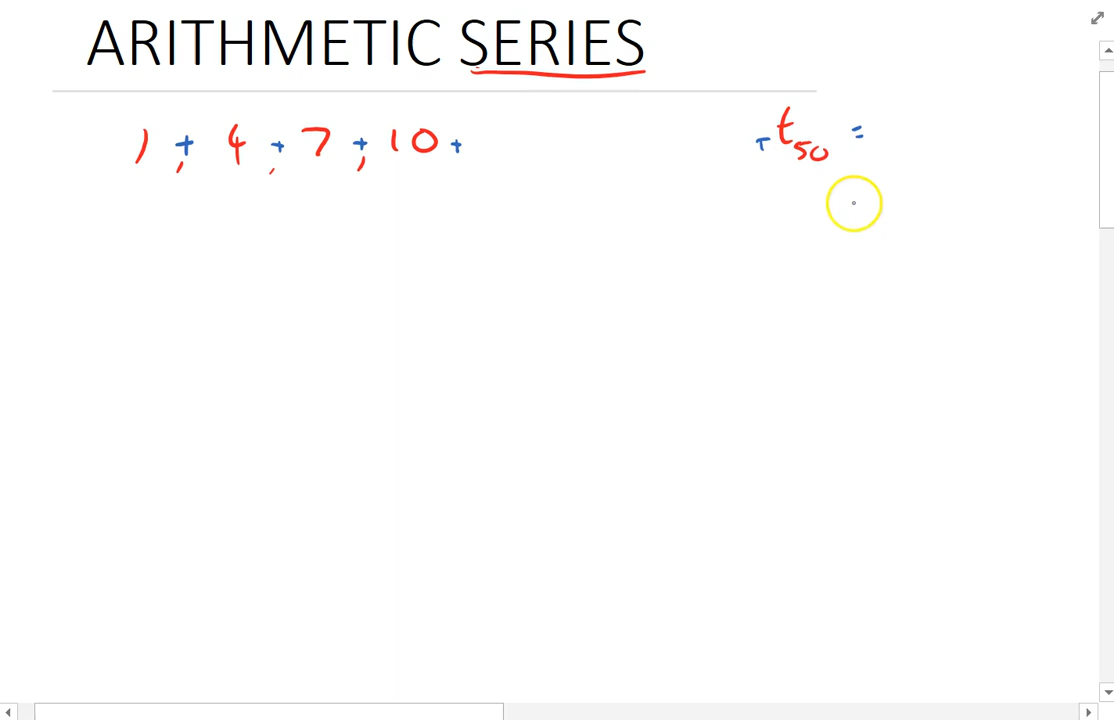 ARITHMETIC SERIES
1 + , 4 + , 7 + , 10 + + t50 =